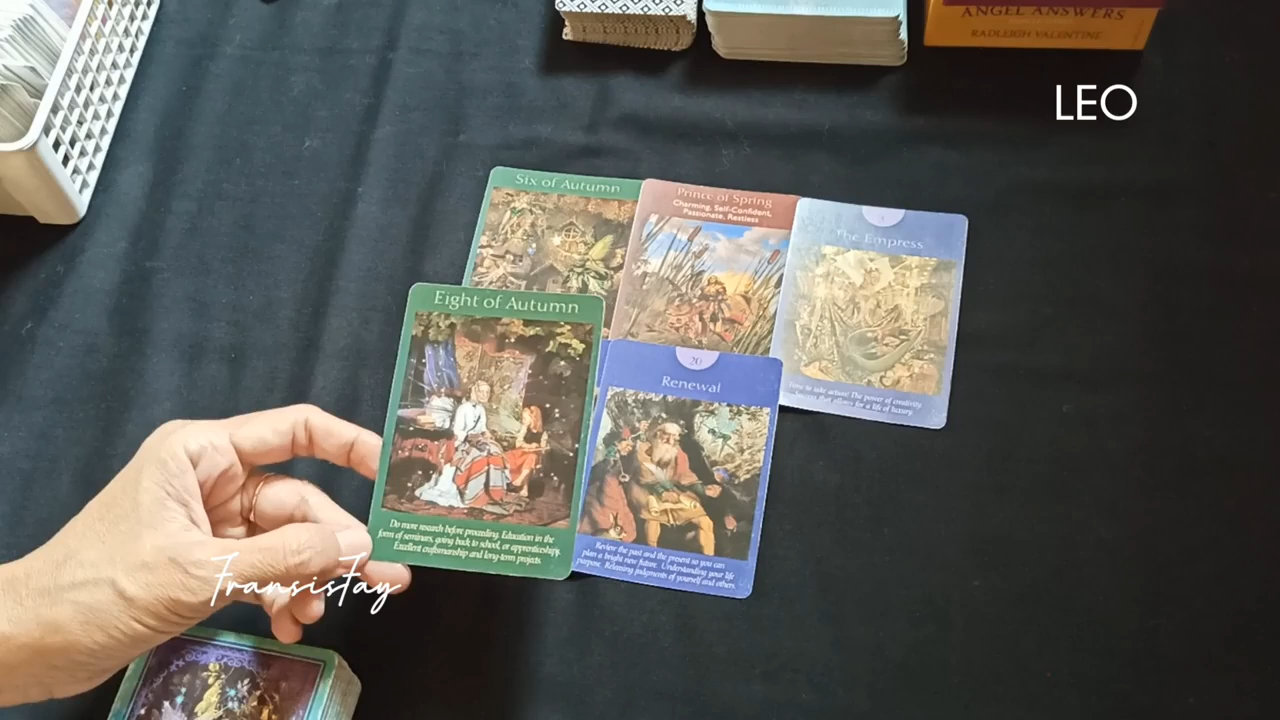 ANGEL ANSWERS
RADLEIGH VALENTINE
LEO
Six of Autumn
Prince of Spring
Charming, Self-Confident,
Passionate, Restless
3
The Empress
Time to take action! The power of creativity.
Success that allows for a life of luxury.
Eight of Autumn
Do more research before proceeding. Education in the
form of seminars, going back to school, or apprenticeship.
Excellent craftsmanship and long-term projects.
20
Renewal
Review the past and the present so you can
plan a bright new future. Understanding your life
purpose. Releasing judgments of yourself and others.
FransisFay